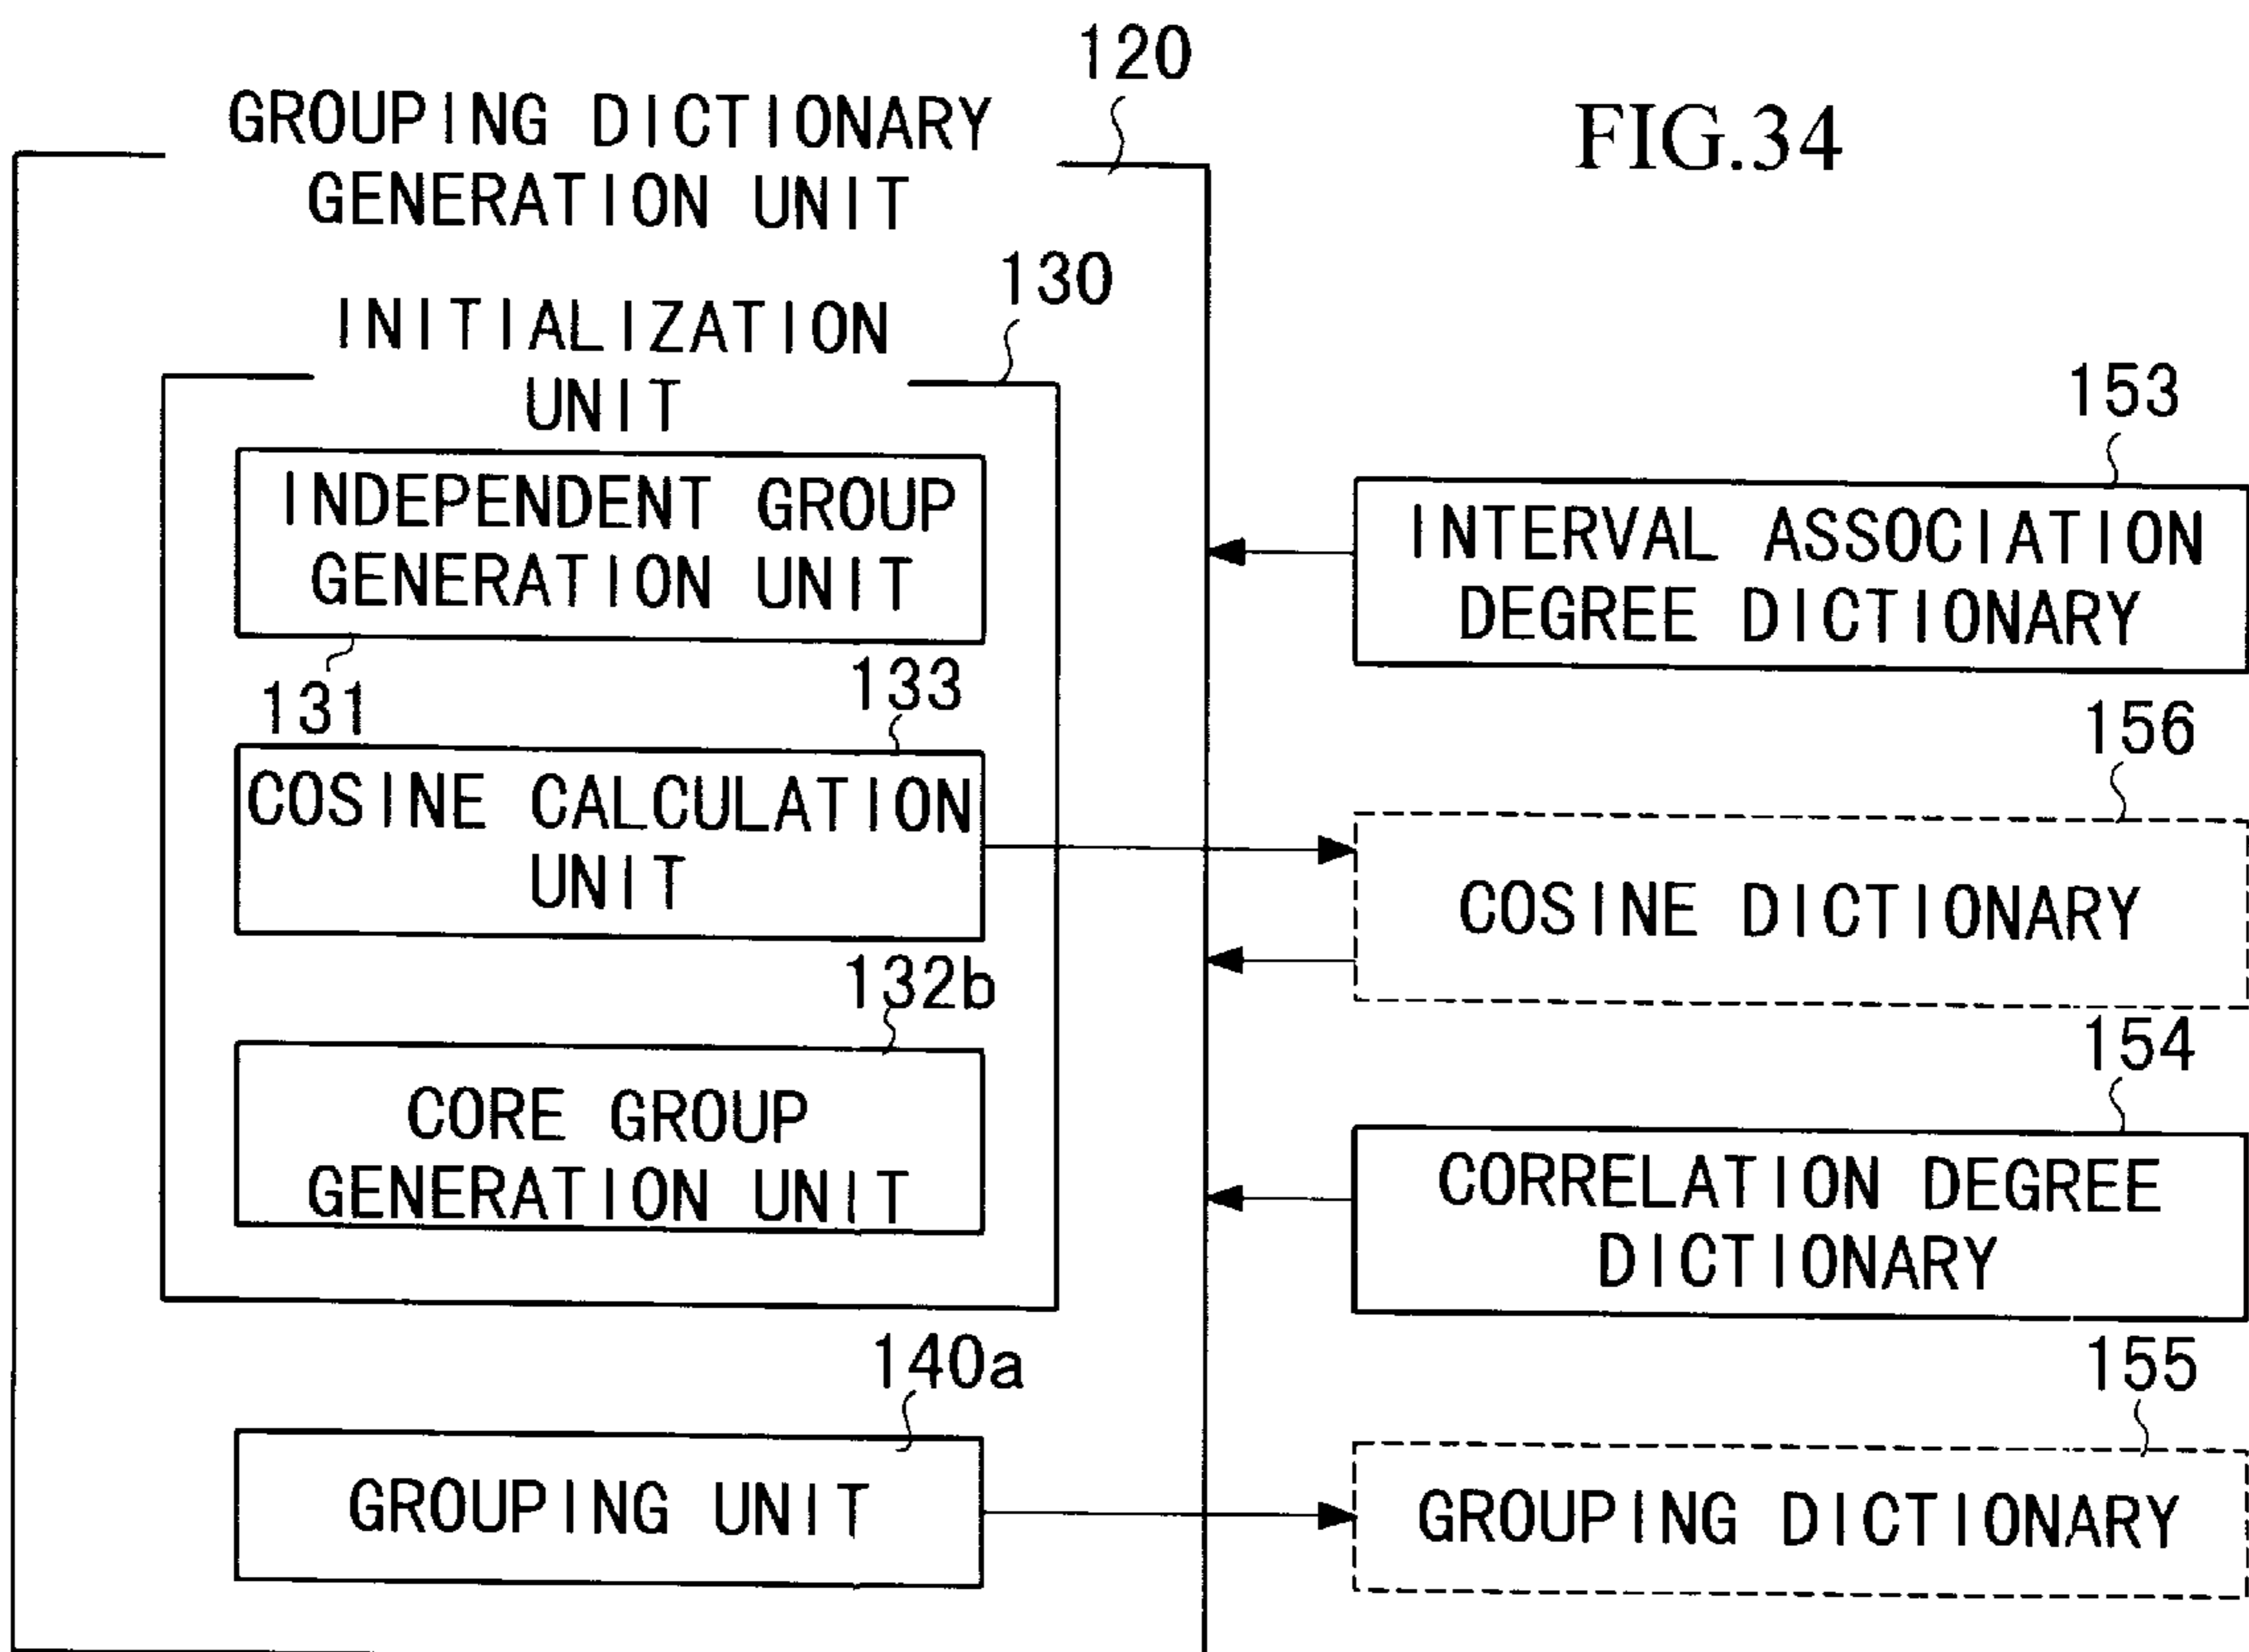 120
GROUPING DICTIONARY
GENERATION UNIT
FIG.34
130
INITIALIZATION
UNIT
INDEPENDENT GROUP
GENERATION UNIT
131
133
COSINE CALCULATION
UNIT
132b
CORE GROUP
GENERATION UNIT
140a
GROUPING UNIT
153
INTERVAL ASSOCIATION
DEGREE DICTIONARY
156
COSINE DICTIONARY
154
CORRELATION DEGREE
DICTIONARY
155
GROUPING DICTIONARY